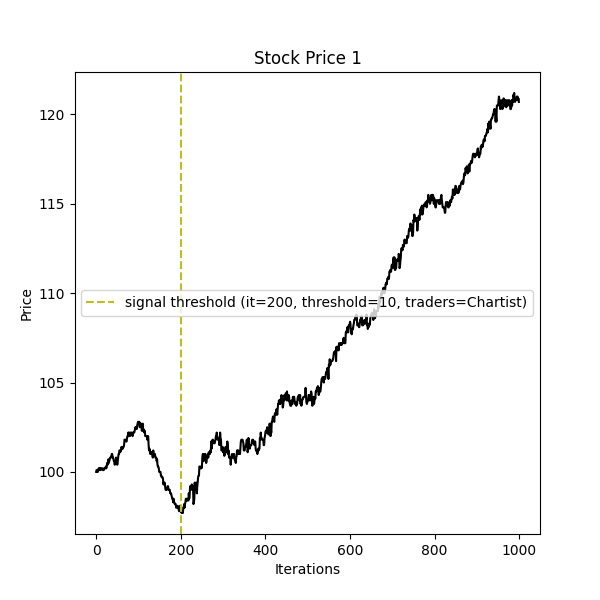 Stock Price 1
Price
120
115
110
105
100
signal threshold (it=200, threshold=10, traders=Chartist)
0 200 400 600 800 1000
Iterations